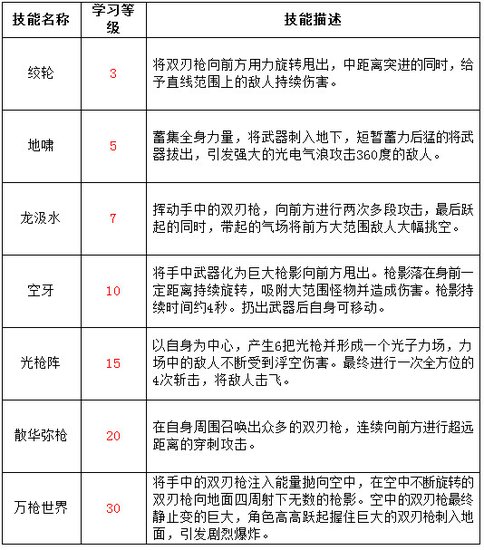 技能名称 学习等级 技能描述
绞轮 3 将双刃枪向前方用力旋转甩出，中距离突进的同时，给
予直线范围上的敌人持续伤害。
地啸 5 蓄集全身力量，将武器刺入地下，短暂蓄力后猛的将武
器拔出，引发强大的光电气浪攻击360度的敌人。
龙汲水 7 挥动手中的双刃枪，向前方进行两次多段攻击，最后跃
起的同时，带起的气场将前方大范围敌人大幅挑空。
空牙 10 将手中武器化为巨大枪影向前方甩出。枪影落在身前一
定距离持续旋转，吸附大范围怪物并造成伤害。枪影持
续时间约4秒。扔出武器后自身可移动。
光枪阵 15 以自身为中心，产生6把光枪并形成一个光子力场，力
场中的敌人不断受到浮空伤害。最终进行一次全方位的
4次斩击，将敌人击飞。
散华弥枪 20 在自身周围召唤出众多的双刃枪，连续向前方进行超远
距离的穿刺攻击。
万枪世界 30 将手中的双刃枪注入能量抛向空中，在空中不断旋转的
双刃枪向地面四周射下无数的枪影。空中的双刃枪最终
静止变的巨大，角色高高跃起握住巨大的双刃枪刺入地
面，引发剧烈爆炸。